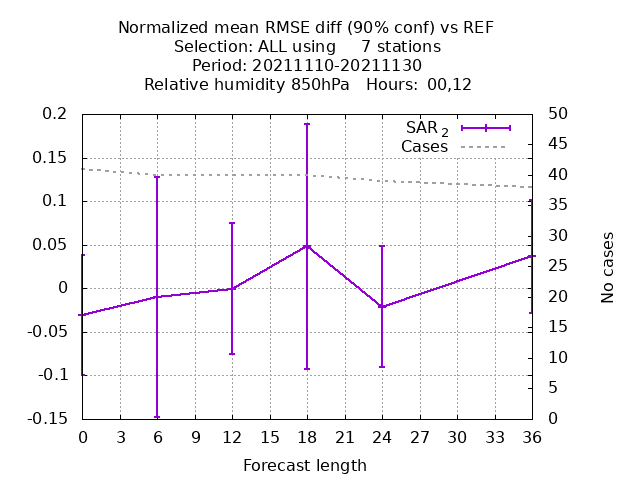 Normalized mean RMSE diff (90% conf) vs REF
Selection: ALL using     7 stations
Period: 20211110-20211130
Relative humidity 850hPa   Hours:  00,12
0.2
0.15
0.1
0.05
0
-0.05
-0.1
-0.15
SAR 2
Cases
50
45
40
35
30
25
20
15
10
5
0
No cases
0 3 6 9 12 15 18 21 24 27 30 33 36
Forecast length